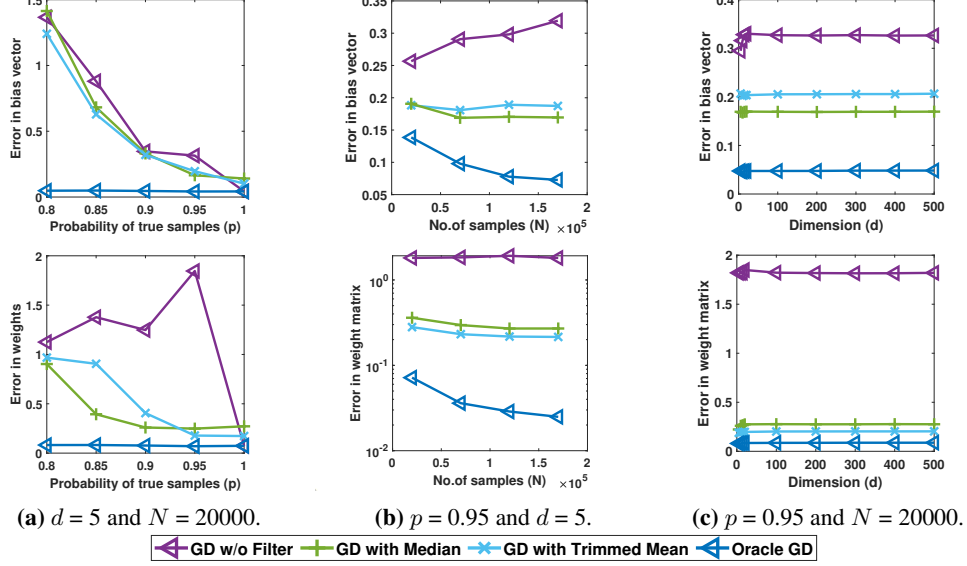 Error in bias vector
1.5
1
0.5
0
0.8 0.85 0.9 0.95 1
Probability of true samples (p)
Error in bias vector
0.35
0.3
0.25
0.2
0.15
0.1
0.05
0 0.5 1 1.5 2
No.of samples (N) ×10^5
Error in bias vector
0.4
0.3
0.2
0.1
0
0 100 200 300 400 500
Dimension (d)
Error in weights
2
1.5
1
0.5
0
0.8 0.85 0.9 0.95 1
Probability of true samples (p)
Error in weight matrix
10^0
10^-1
10^-2
0 0.5 1 1.5 2
No.of samples (N) ×10^5
Error in weight matrix
2
1.5
1
0.5
0
0 100 200 300 400 500
Dimension (d)
(a) d = 5 and N = 20000.
(b) p = 0.95 and d = 5.
(c) p = 0.95 and N = 20000.
GD w/o Filter GD with Median GD with Trimmed Mean Oracle GD